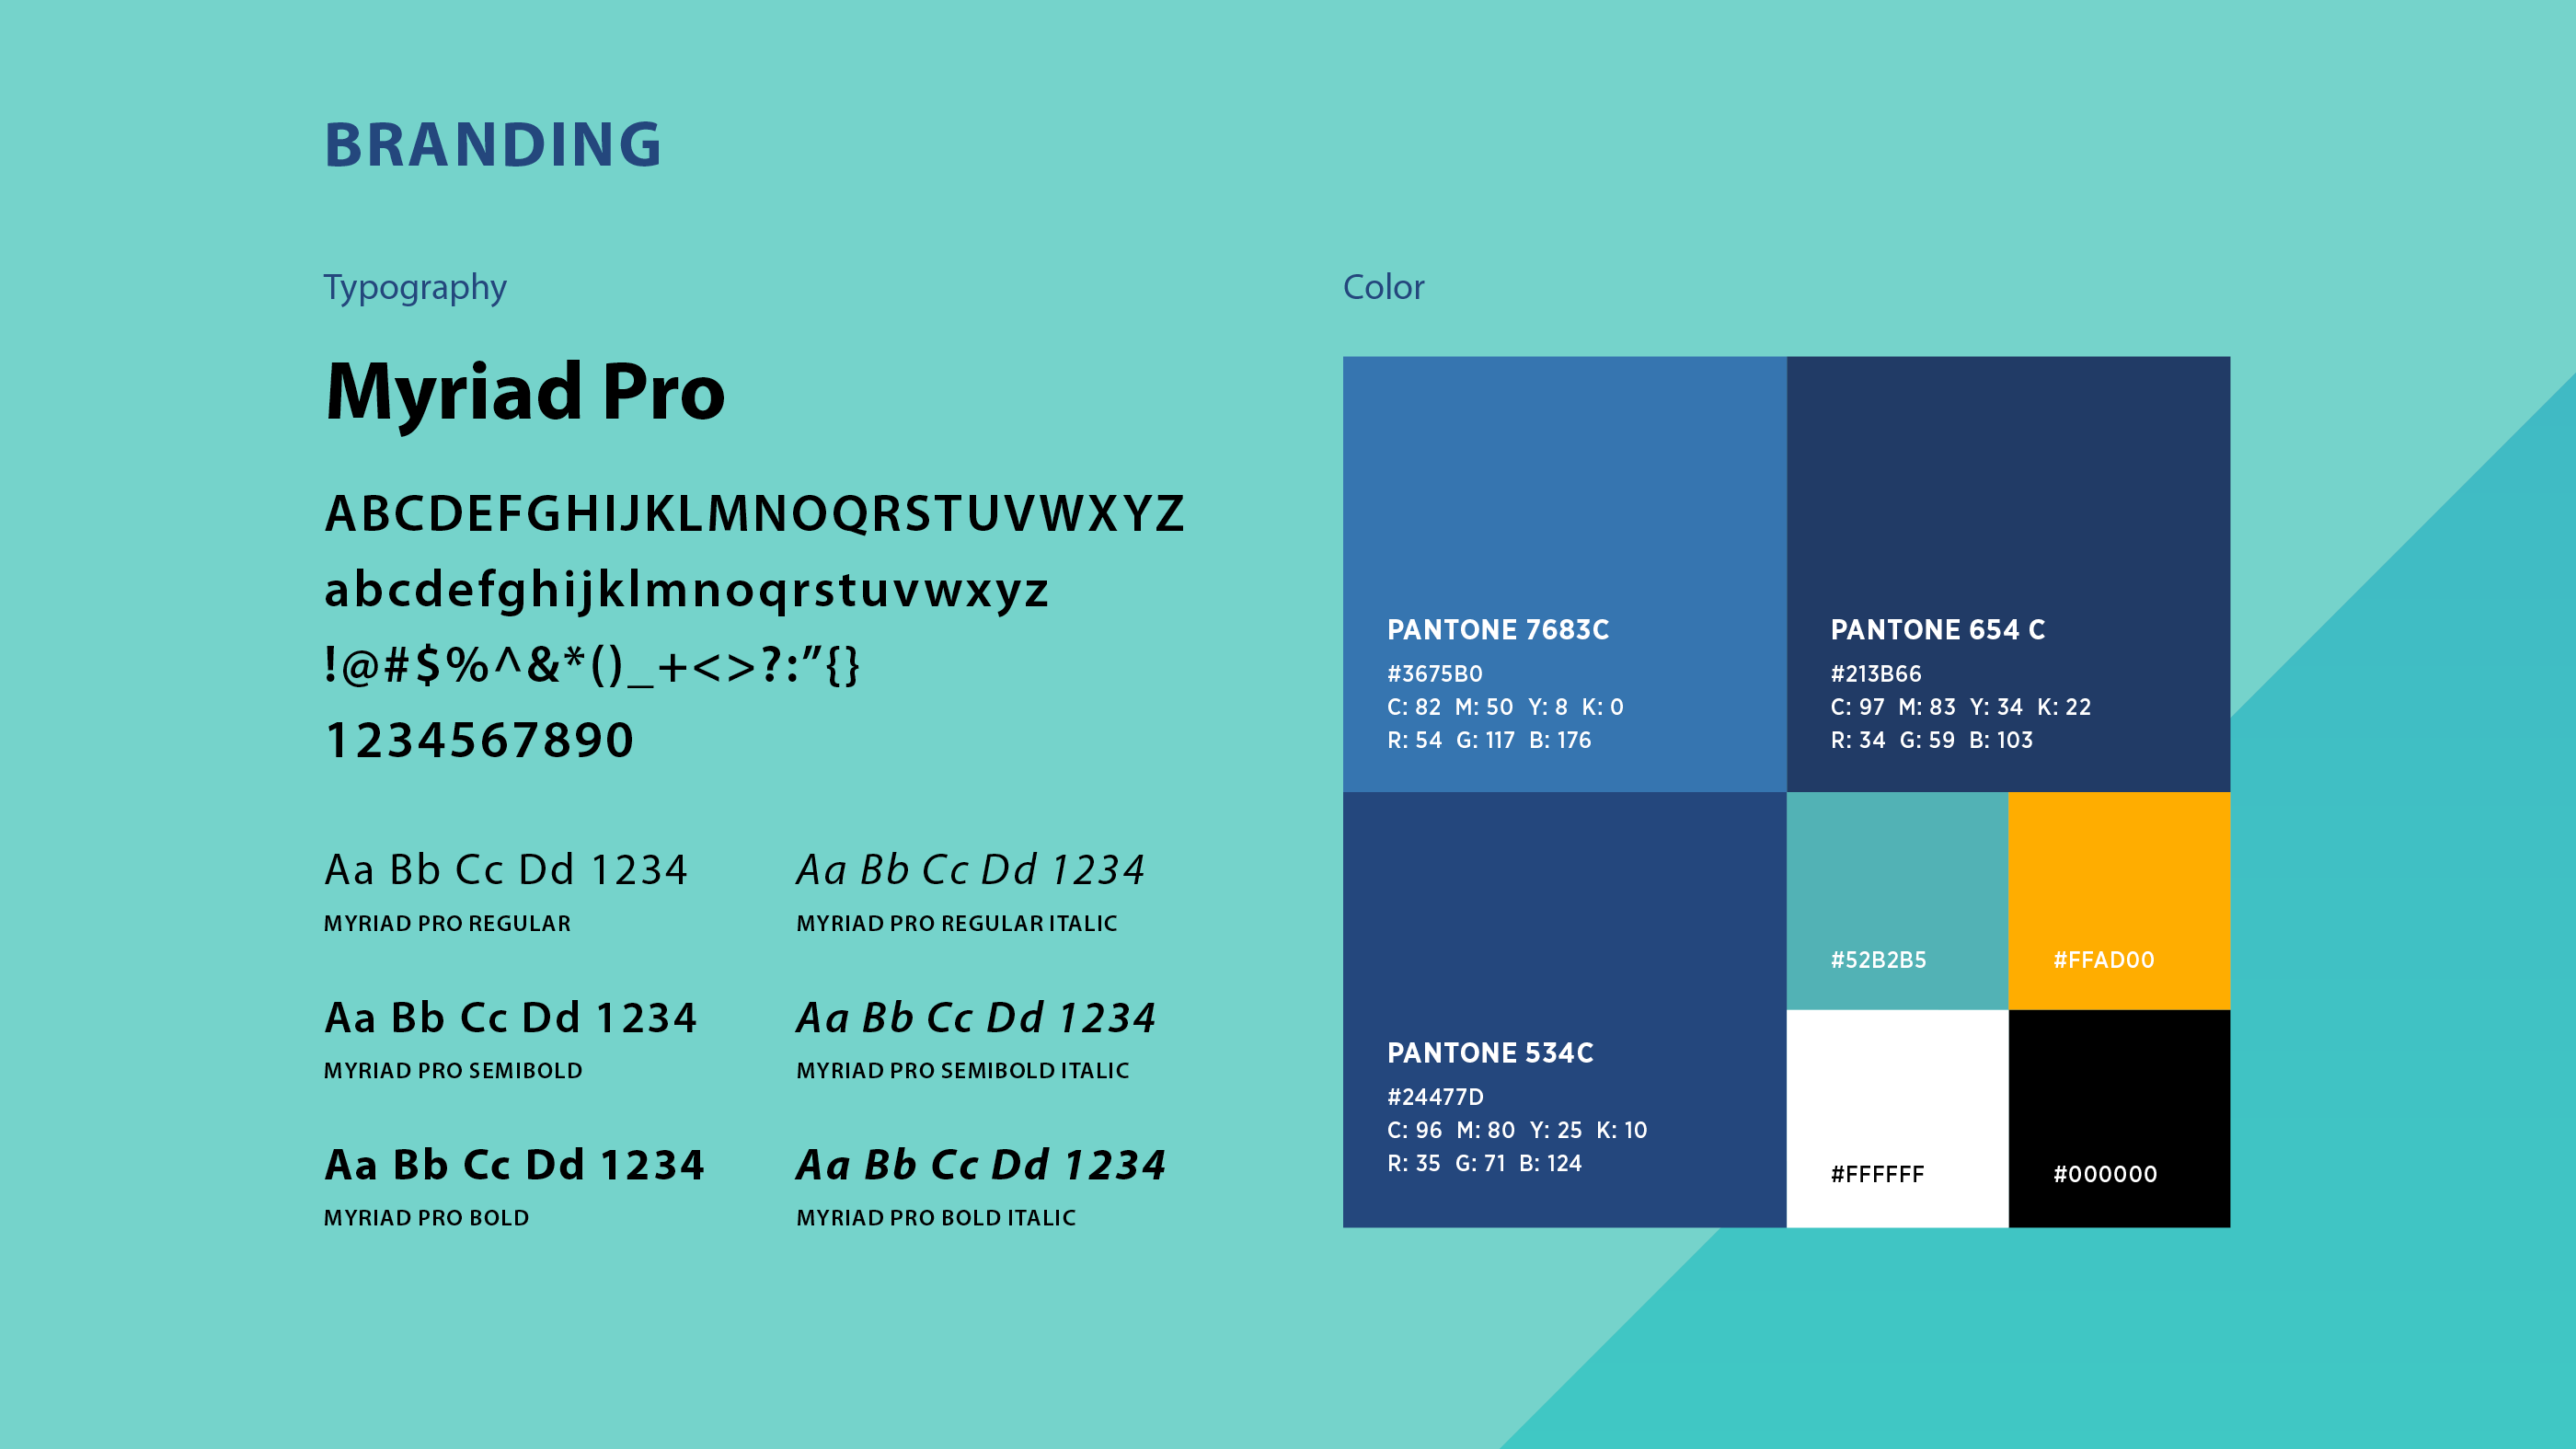 BRANDING
Typography
Myriad Pro
ABCDEFGHIJKLMNOQRSTUVWXYZ
abcdefghijklmnoqrstuvwxyz
!@#$%^&*()_+<>?:”{}
1234567890
Aa Bb Cc Dd 1234
MYRIAD PRO REGULAR
Aa Bb Cc Dd 1234
MYRIAD PRO REGULAR ITALIC
Aa Bb Cc Dd 1234
MYRIAD PRO SEMIBOLD
Aa Bb Cc Dd 1234
MYRIAD PRO SEMIBOLD ITALIC
Aa Bb Cc Dd 1234
MYRIAD PRO BOLD
Aa Bb Cc Dd 1234
MYRIAD PRO BOLD ITALIC
Color
PANTONE 7683C
#3675B0
C: 82 M: 50 Y: 8 K: 0
R: 54 G: 117 B: 176
PANTONE 654 C
#213B66
C: 97 M: 83 Y: 34 K: 22
R: 34 G: 59 B: 103
PANTONE 534C
#24477D
C: 96 M: 80 Y: 25 K: 10
R: 35 G: 71 B: 124
#52B2B5
#FFAD00
#FFFFFF
#000000